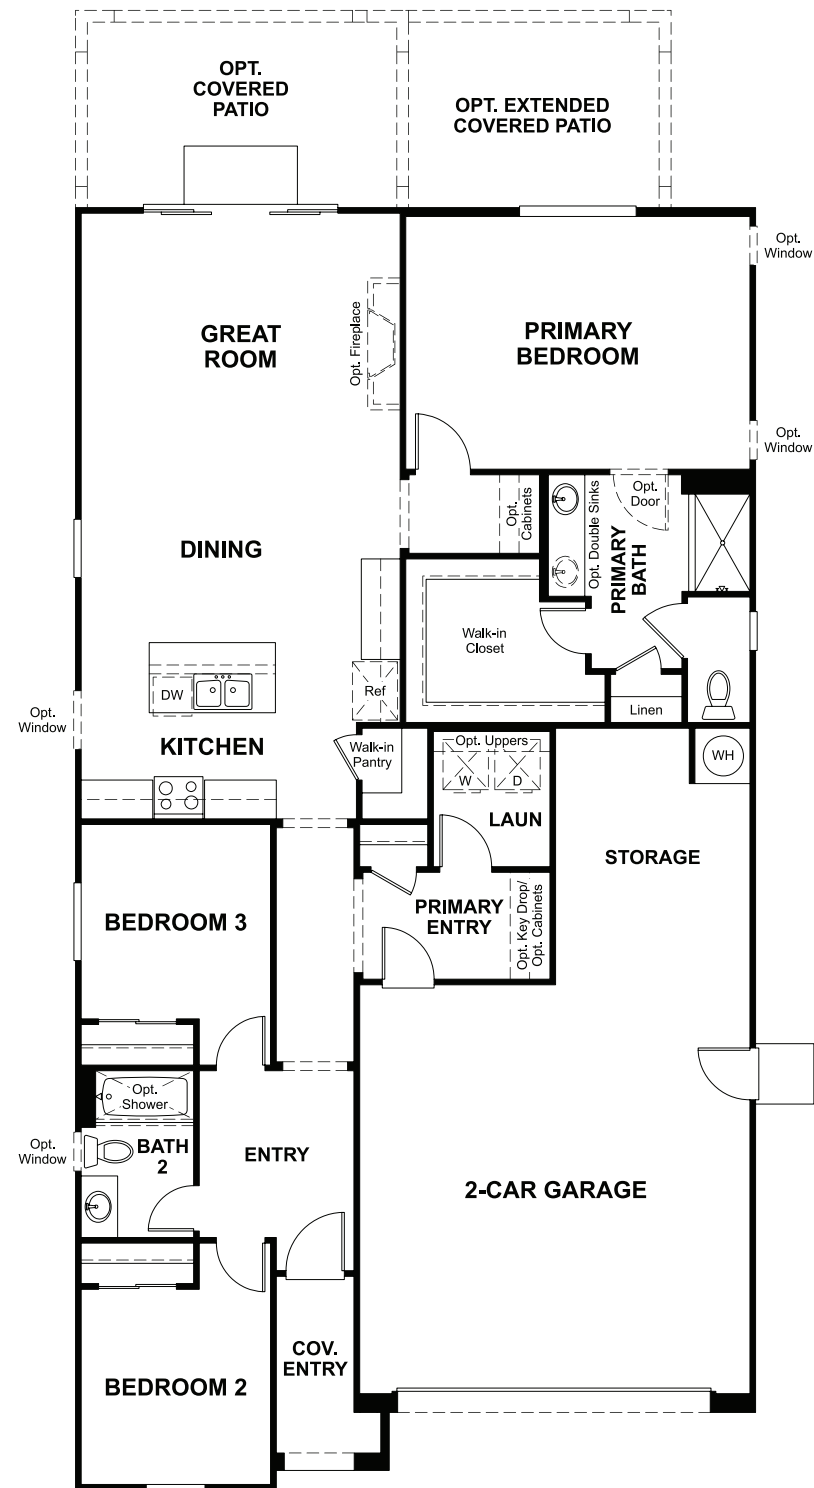 OPT.
COVERED
PATIO
OPT. EXTENDED
COVERED PATIO
Opt.
Window
GREAT
ROOM
Opt. Fireplace
PRIMARY
BEDROOM
Opt.
Window
Opt.
Cabinets
Opt. Double Sinks
Opt.
Door
PRIMARY
BATH
DINING
Walk-in
Closet
DW
Ref
Linen
Opt.
Window
KITCHEN
Walk-in
Pantry
Opt. Uppers
W
D
WH
LAUN
STORAGE
BEDROOM 3
PRIMARY
ENTRY
Opt. Key Drop/
Opt. Cabinets
Opt.
Shower
Opt.
Window
BATH
2
ENTRY
2-CAR GARAGE
COV.
ENTRY
BEDROOM 2